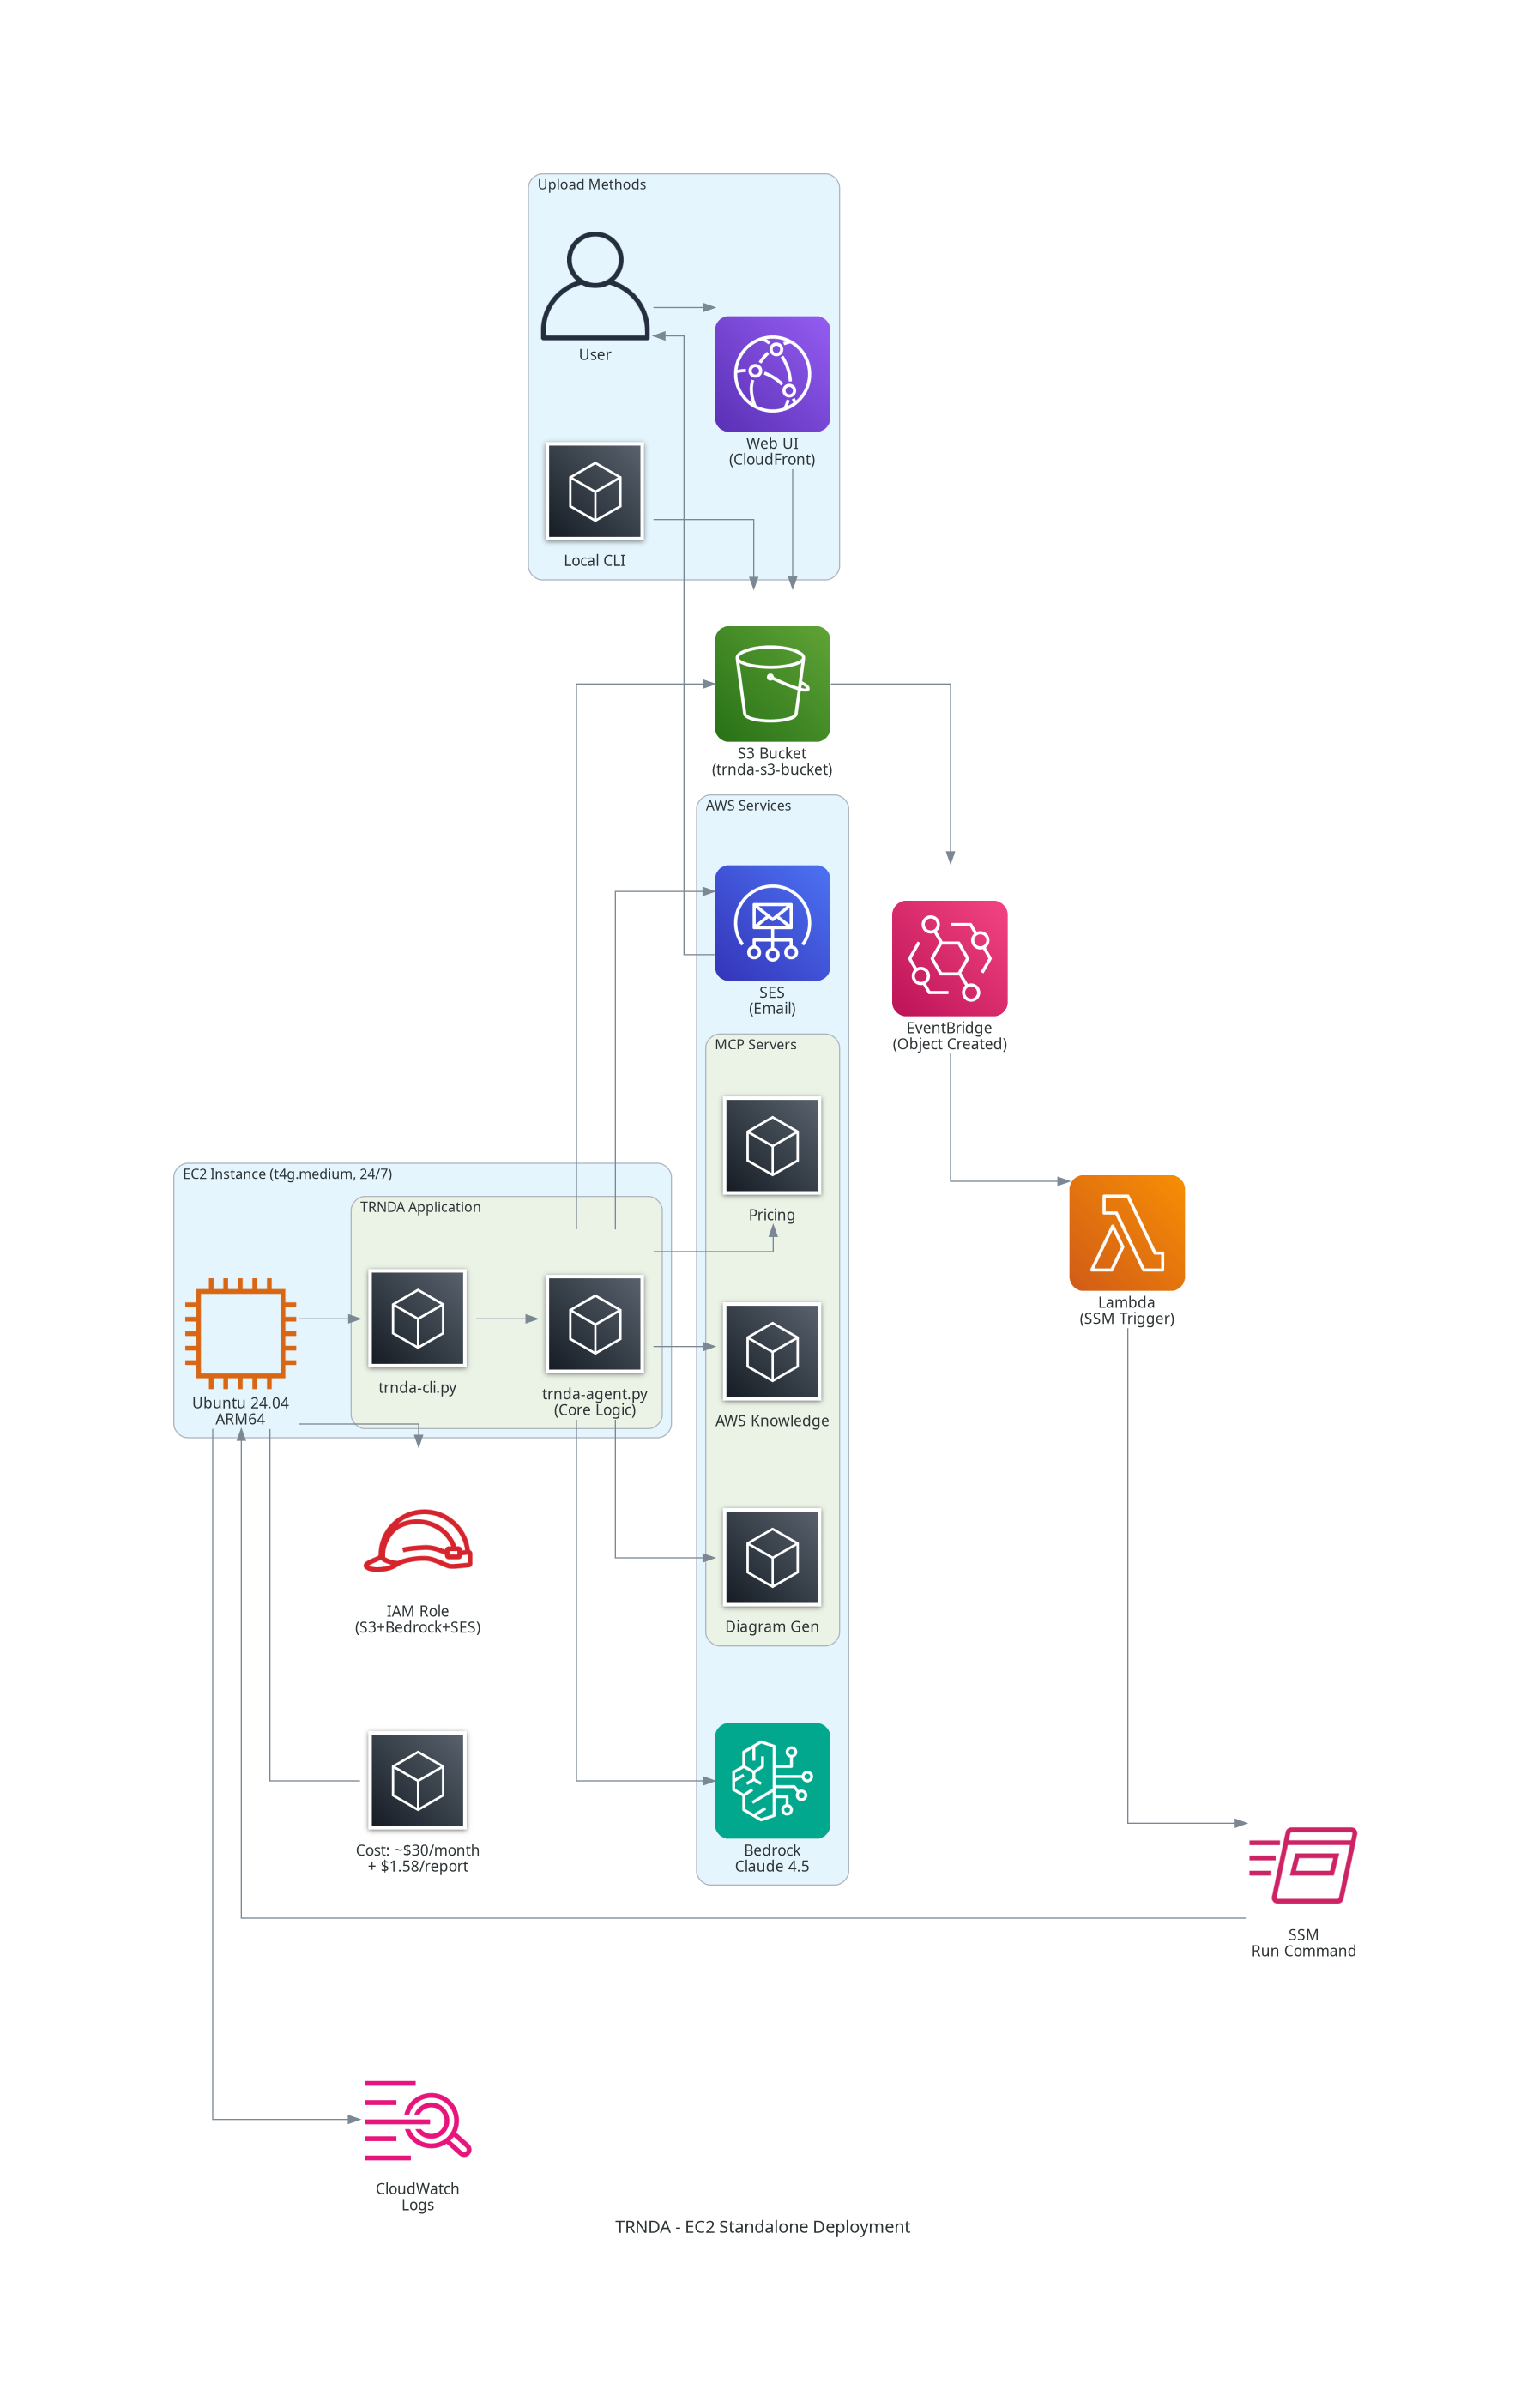 Upload Methods
User
Web UI
(CloudFront)
Local CLI
S3 Bucket
(trnda-s3-bucket)
AWS Services
SES
(Email)
EventBridge
(Object Created)
MCP Servers
Pricing
EC2 Instance (t4g.medium, 24/7)
TRNDA Application
Lambda
(SSM Trigger)
trnda-cli.py
trnda-agent.py
(Core Logic)
Ubuntu 24.04
ARM64
AWS Knowledge
IAM Role
(S3+Bedrock+SES)
Diagram Gen
Cost: ~$30/month
+ $1.58/report
Bedrock
Claude 4.5
SSM
Run Command
CloudWatch
Logs
TRNDA - EC2 Standalone Deployment